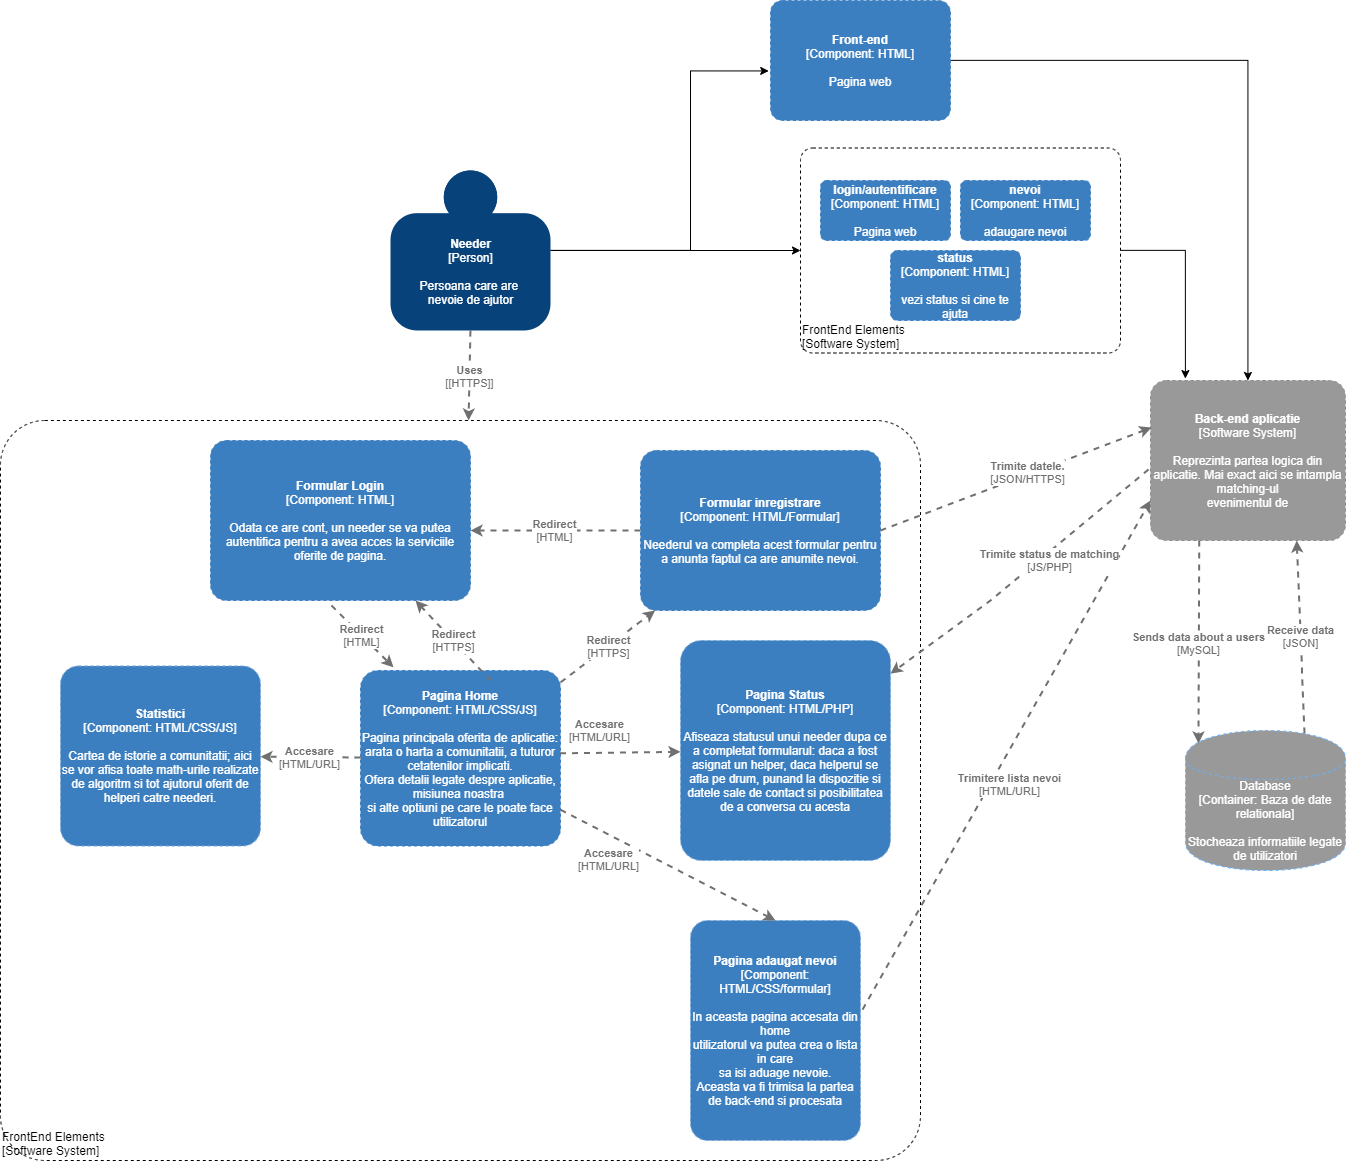 Front-end
[Component: HTML]
Pagina web
login/autentificare
[Component: HTML]
Pagina web
nevoi
[Component: HTML]
adaugare nevoi
status
[Component: HTML]
vezi status si cine te
ajuta
FrontEnd Elements
[Software System]
Needer
[Person]
Persoana care are
nevoie de ajutor
Uses
[[HTTPS]]
Back-end aplicatie
[Software System]
Reprezinta partea logica din
aplicatie. Mai exact aici se intampla
matching-ul
evenimentul de
Formular Login
[Component: HTML]
Odata ce are cont, un needer se va putea
autentifica pentru a avea acces la serviciile
oferite de pagina.
Redirect
[HTML]
Formular inregistrare
[Component: HTML/Formular]
Neederul va completa acest formular pentru
a anunta faptul ca are anumite nevoi.
Trimite datele.
[JSON/HTTPS]
Trimite status de matching
[JS/PHP]
Redirect
[HTML]
Redirect
[HTTPS]
Redirect
[HTTPS]
Sends data about a users
[MySQL]
Receive data
[JSON]
Statistici
[Component: HTML/CSS/JS]
Cartea de istorie a comunitatii; aici
se vor afisa toate math-urile realizate
de algoritm si tot ajutorul oferit de
helperi catre neederi.
Accesare
[HTML/URL]
Pagina Home
[Component: HTML/CSS/JS]
Pagina principala oferita de aplicatie:
arata o harta a comunitatii, a tuturor
cetatenilor implicati.
Ofera detalii legate despre aplicatie,
misiunea noastra
si alte optiuni pe care le poate face
utilizatorul
Accesare
[HTML/URL]
Pagina Status
[Component: HTML/PHP]
Afiseaza statusul unui needer dupa ce
a completat formularul: daca a fost
asignat un helper, daca helperul se
afla pe drum, punand la dispozitie si
datele sale de contact si posibilitatea
de a conversa cu acesta
Trimitere lista nevoi
[HTML/URL]
Database
[Container: Baza de date
relationala]
Stocheaza informatiile legate
de utilizatori
Accesare
[HTML/URL]
Pagina adaugat nevoi
[Component:
HTML/CSS/formular]
In aceasta pagina accesata din
home
utilizatorul va putea crea o lista
in care
sa isi aduage nevoie.
Aceasta va fi trimisa la partea
de back-end si procesata
FrontEnd Elements
[Software System]